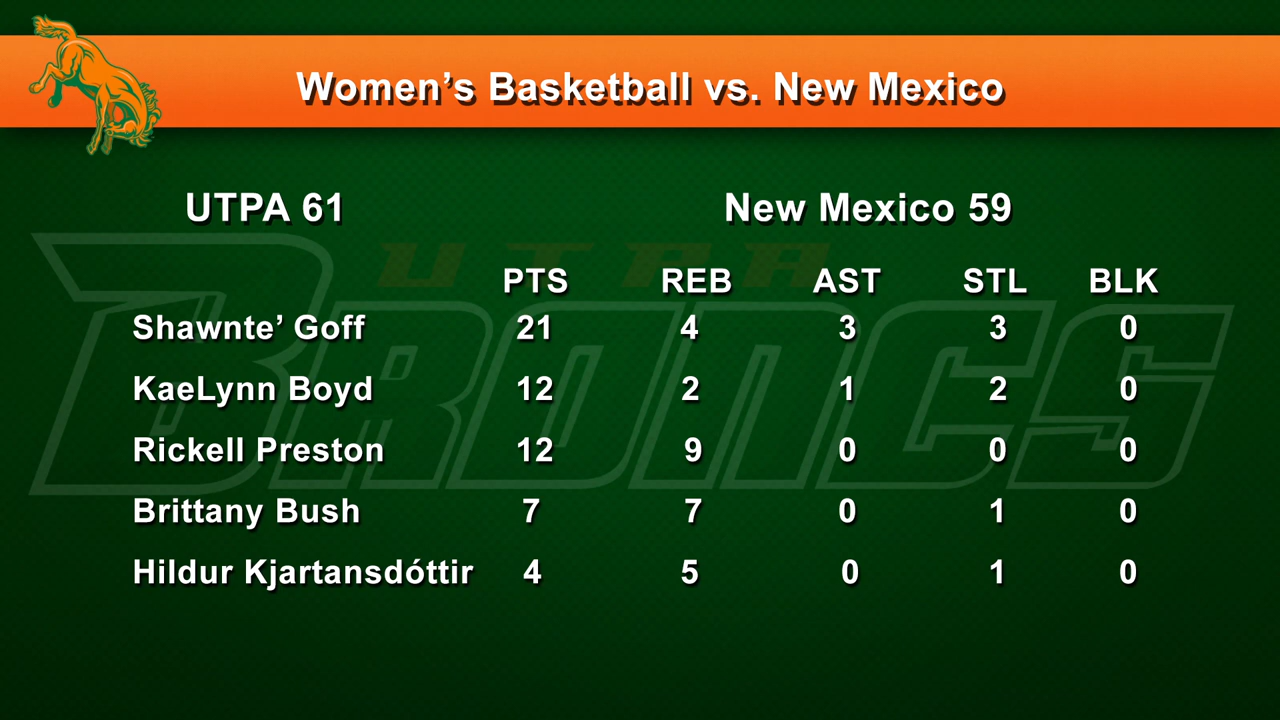 Women’s Basketball vs. New Mexico
UTPA 61 New Mexico 59
UTPA
BRONCS
PTS REB AST STL BLK
Shawnte’ Goff 21 4 3 3 0
KaeLynn Boyd 12 2 1 2 0
Rickell Preston 12 9 0 0 0
Brittany Bush 7 7 0 1 0
Hildur Kjartansdóttir 4 5 0 1 0